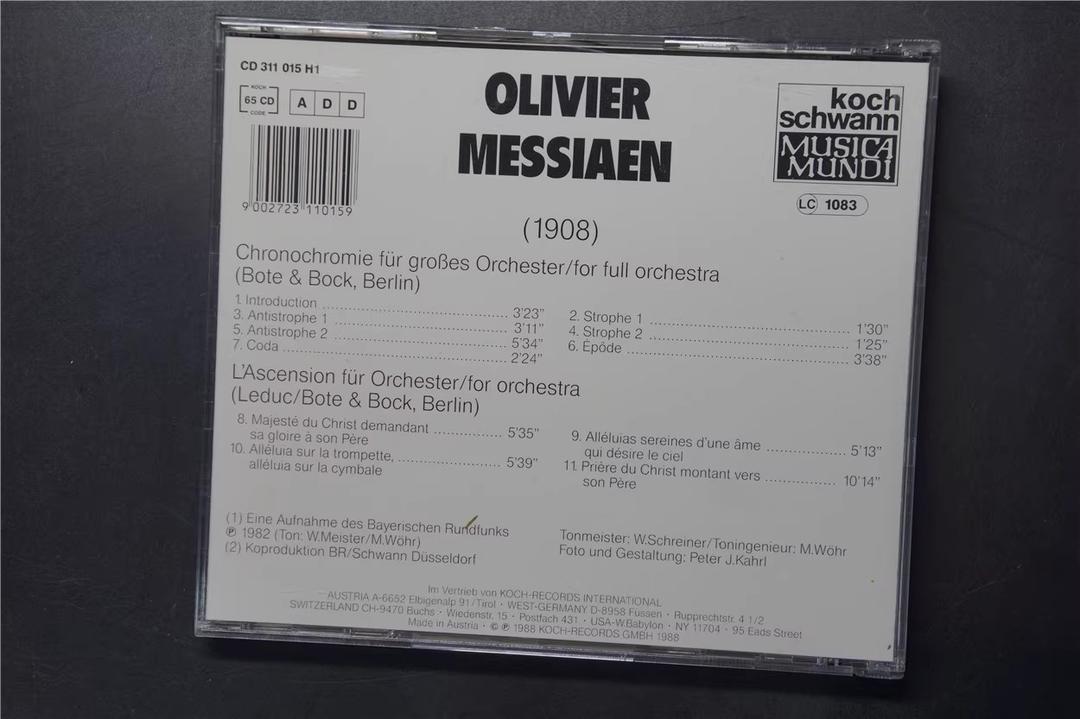 CD 311 015 H1
KOCH
65 CD
CODE
A D D
9 002723 110159
OLIVIER
MESSIAEN
koch
schwann
MUSICA
MUNDI
LC 1083
(1908)
Chronochromie für großes Orchester/for full orchestra
(Bote & Bock, Berlin)
1. Introduction 3'23"
2. Strophe 1 1'30"
3. Antistrophe 1 3'11"
4. Strophe 2 1'25"
5. Antistrophe 2 5'34"
6. Épôde 3'38"
7. Coda 2'24"
L'Ascension für Orchester/for orchestra
(Leduc/Bote & Bock, Berlin)
8. Majesté du Christ demandant 5'35"
sa gloire à son Père
9. Alléluias sereines d'une âme 5'13"
qui désire le ciel
10. Alléluia sur la trompette, 5'39"
alléluia sur la cymbale
11. Prière du Christ montant vers 10'14"
son Père
(1) Eine Aufnahme des Bayerischen Rundfunks
℗ 1982 (Ton: W.Meister/M.Wöhr)
(2) Koproduktion BR/Schwann Düsseldorf
Tonmeister: W.Schreiner/Toningenieur: M.Wöhr
Foto und Gestaltung: Peter J.Kahrl
Im Vertrieb von KOCH-RECORDS INTERNATIONAL
AUSTRIA A-6652 Elbigenalp 91/Tirol · WEST-GERMANY D-8958 Füssen · Rupprechtstr. 4 1/2
SWITZERLAND CH-9470 Buchs · Wiedenstr. 15 · Postfach 431 · USA-W.Babylon · NY 11704 · 95 Eads Street
Made in Austria · © ℗ 1988 KOCH-RECORDS GMBH 1988